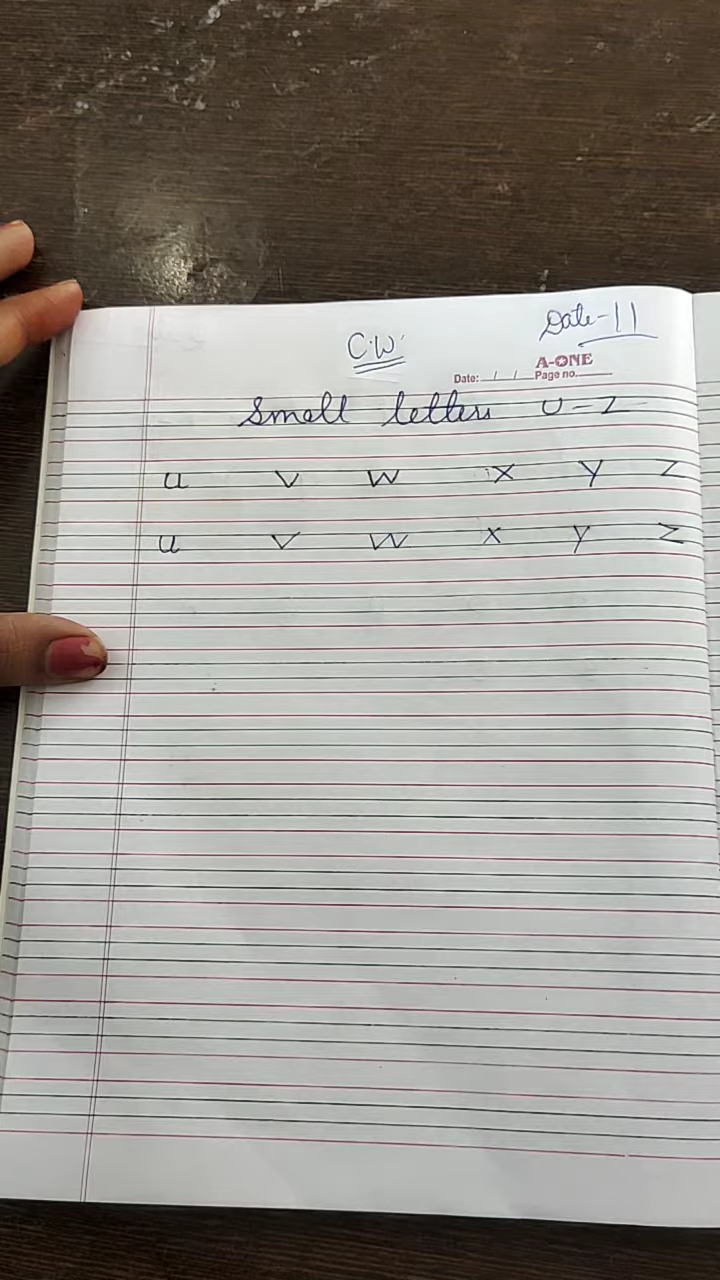 Date-11
C.W.
A-ONE
Date: / / Page no.
Small letters u-z
u v w x y z
u v w x y z